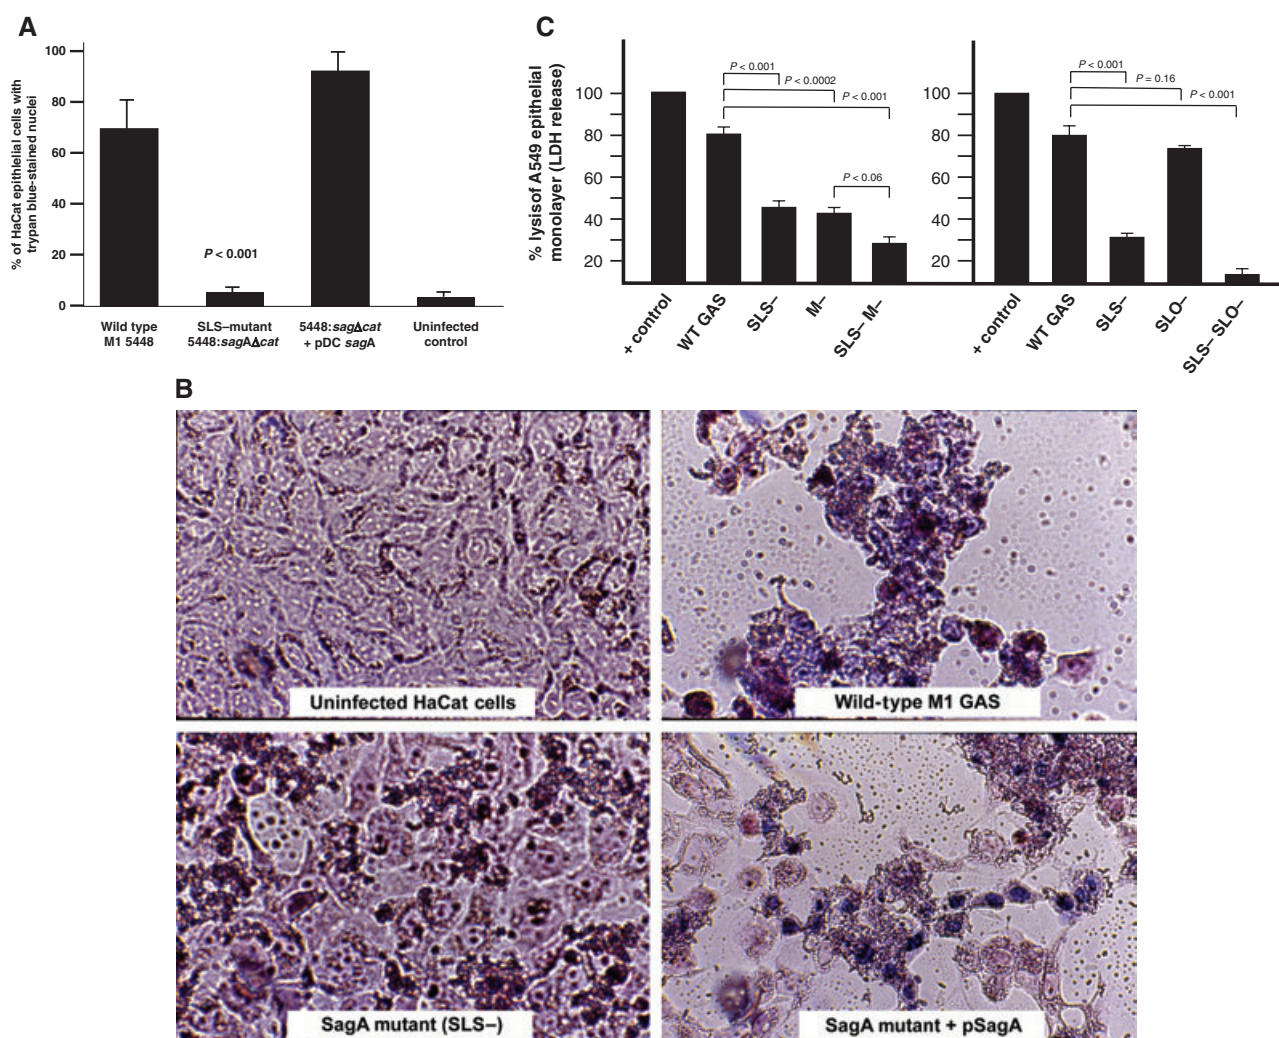 A
% of HaCat epithlelial cells with
trypan blue-stained nuclei
100
80
60
40
20
0
P < 0.001
Wild type
M1 5448
SLS–mutant
5448:sagAΔcat
5448:sagΔcat
+ pDC sagA
Uninfected
control
C
% lysisof A549 epithelial
monolayer (LDH release)
100
80
60
40
20
P < 0.001
P < 0.0002
P < 0.001
P < 0.06
+ control
WT GAS
SLS–
M–
SLS– M–
100
80
60
40
20
P < 0.001
P = 0.16
P < 0.001
+ control
WT GAS
SLS–
SLO–
SLS– SLO–
B
Uninfected HaCat cells
Wild-type M1 GAS
SagA mutant (SLS–)
SagA mutant + pSagA